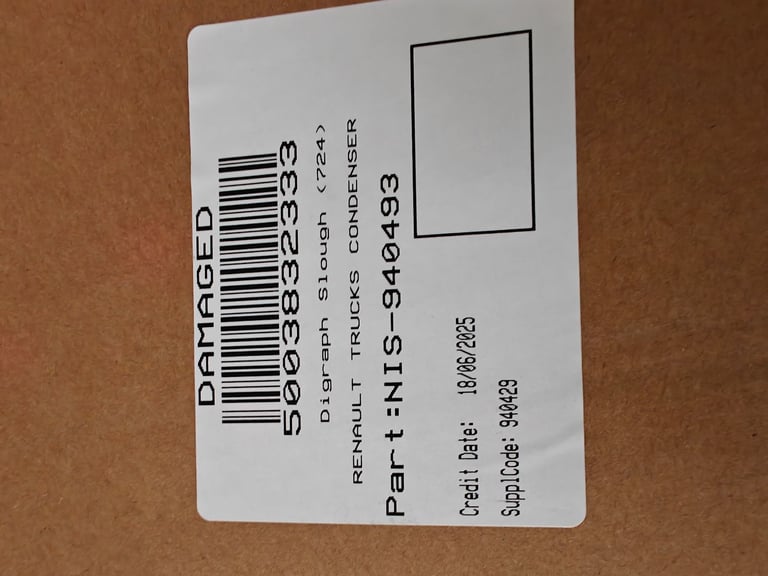 DAMAGED
5003832333
Digraph Slough (724)
RENAULT TRUCKS CONDENSER
Part:NIS-940493
Credit Date: 18/06/2025
SupplCode: 940429